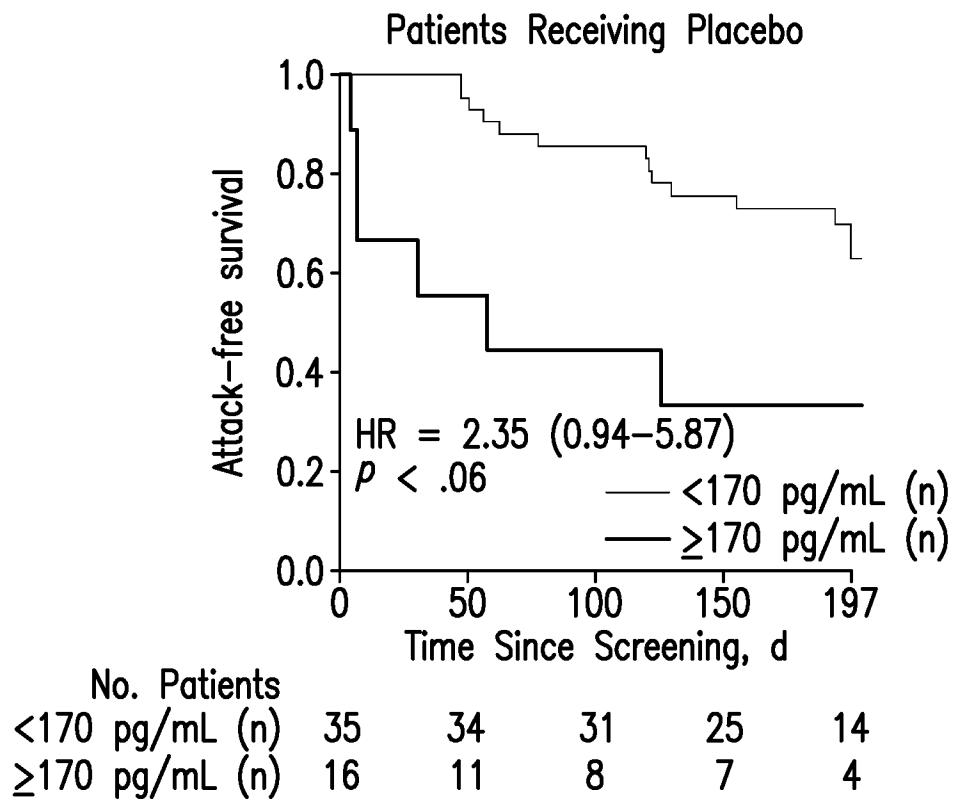 Patients Receiving Placebo
Attack-free survival
1.0
0.8
0.6
0.4
0.2
0.0
HR = 2.35 (0.94–5.87)
p < .06
<170 pg/mL (n)
≥170 pg/mL (n)
0 50 100 150 197
Time Since Screening, d
No. Patients
<170 pg/mL (n) 35 34 31 25 14
≥170 pg/mL (n) 16 11 8 7 4